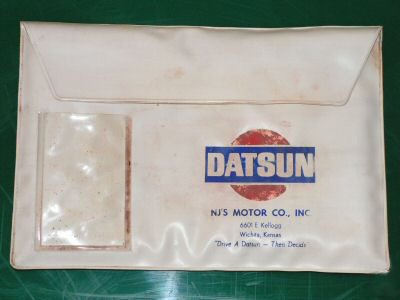 DATSUN
NJ'S MOTOR CO., INC
6601 E Kellogg
Wichita, Kansas
"Drive A Datsun — Then Decide